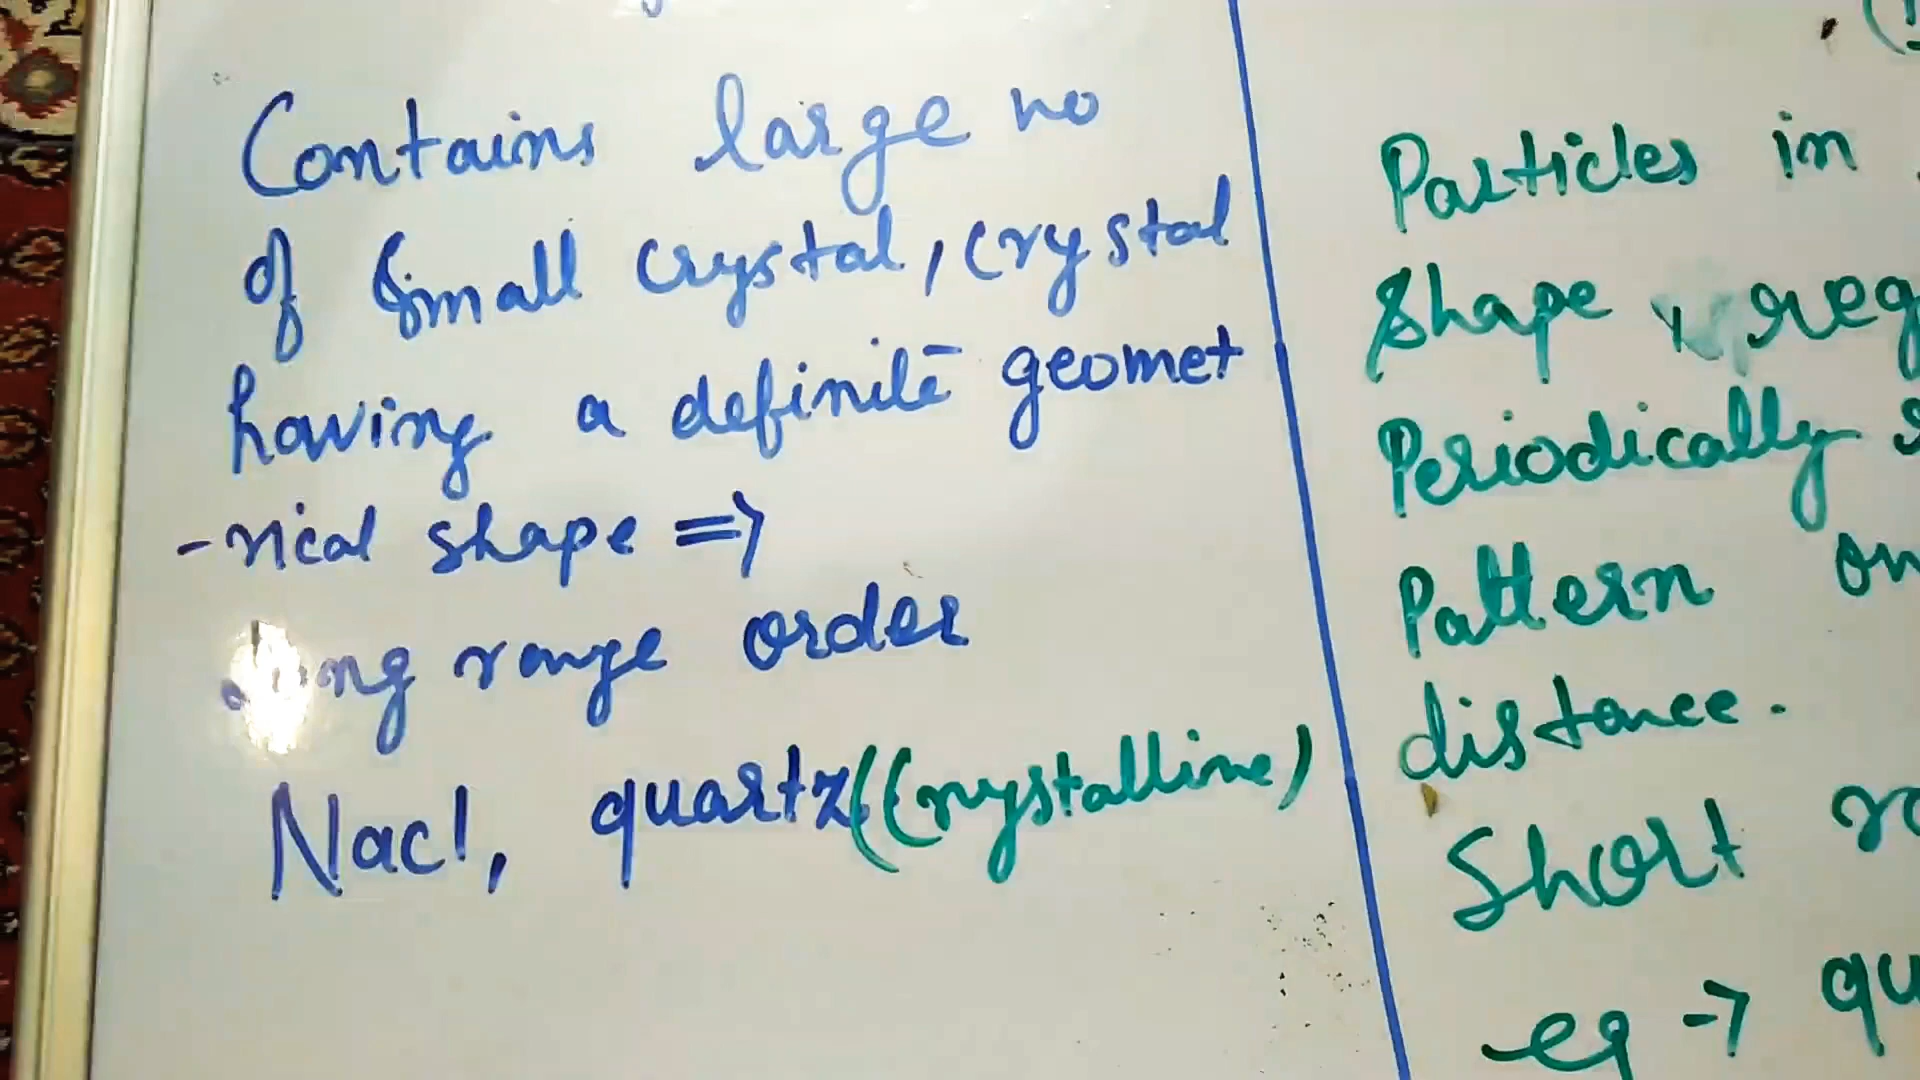 Contains large no
of small crystal, crystal
having a definite geomet
-rical shape =>
range order
Nacl, quartz (Crystalline)
Particles in
shape,
Periodically
Pattern
distance.
Short
eg ->